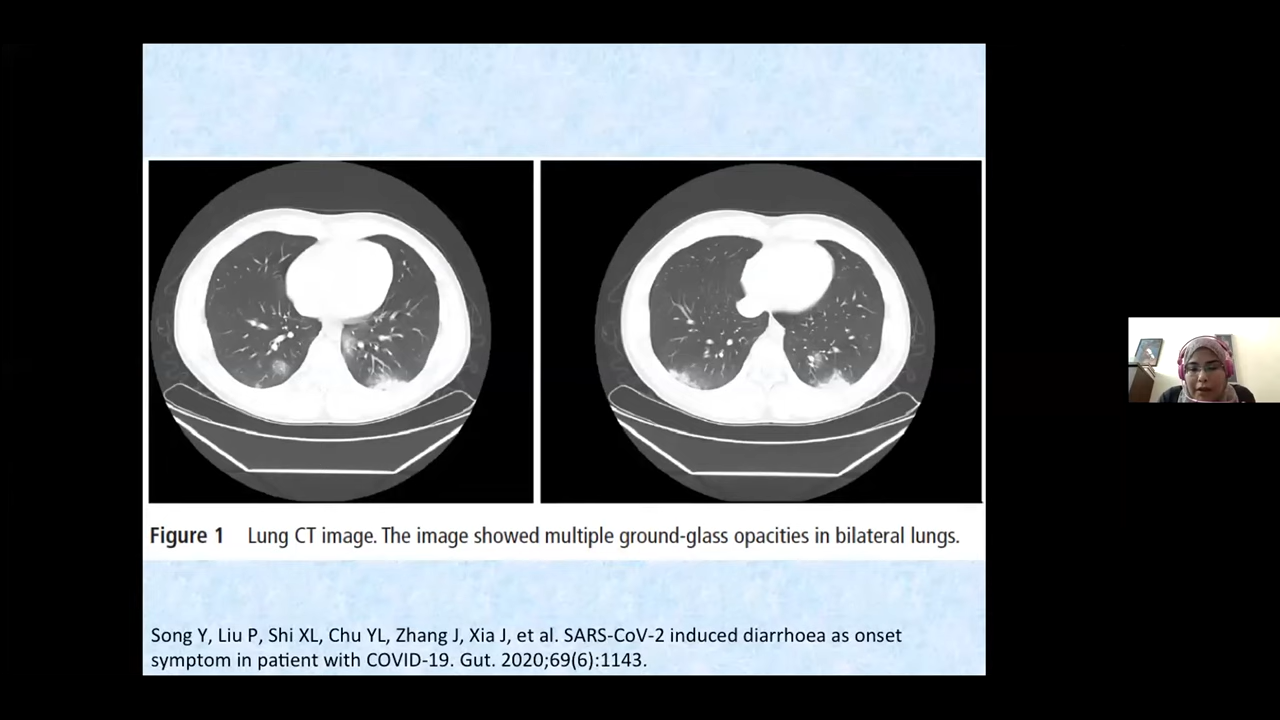 Figure 1 Lung CT image. The image showed multiple ground-glass opacities in bilateral lungs.
Song Y, Liu P, Shi XL, Chu YL, Zhang J, Xia J, et al. SARS-CoV-2 induced diarrhoea as onset
symptom in patient with COVID-19. Gut. 2020;69(6):1143.